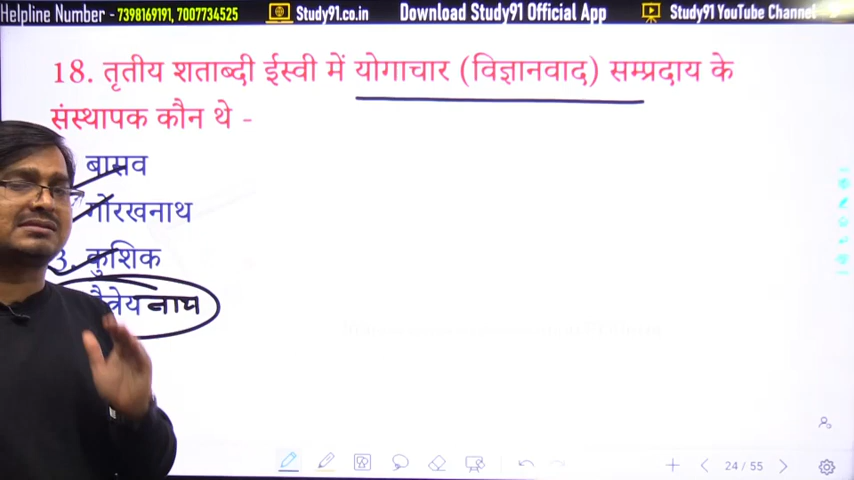 Helpline Number - 7398169191, 7007734525 Study91.co.in Download Study91 Official App Study91 YouTube Channel
18. तृतीय शताब्दी ईस्वी में योगाचार (विज्ञानवाद) सम्प्रदाय के
संस्थापक कौन थे -
बासव
गोरखनाथ
3. कुशिक
मैत्रेय नाथ
24 / 55